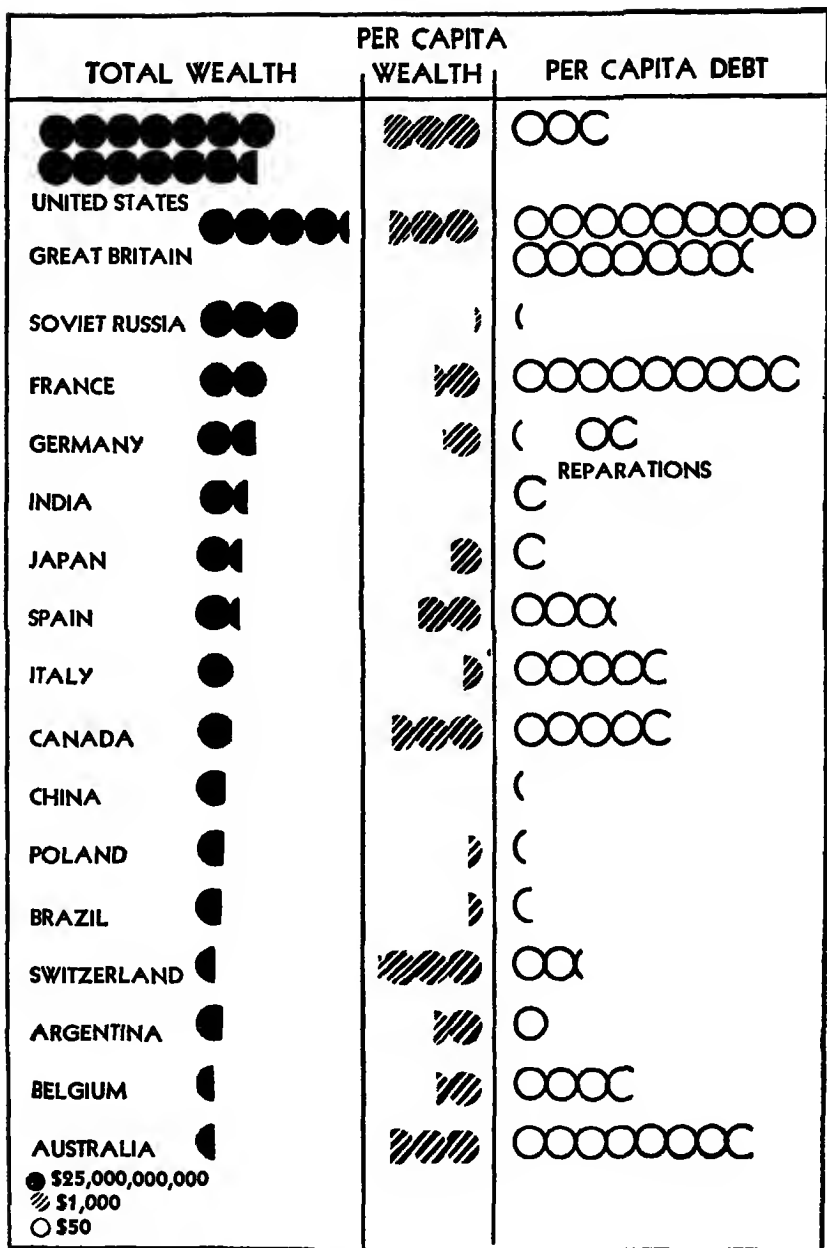 PER CAPITA
TOTAL WEALTH WEALTH PER CAPITA DEBT
UNITED STATES
GREAT BRITAIN
SOVIET RUSSIA
FRANCE
GERMANY
REPARATIONS
INDIA
JAPAN
SPAIN
ITALY
CANADA
CHINA
POLAND
BRAZIL
SWITZERLAND
ARGENTINA
BELGIUM
AUSTRALIA
$25,000,000,000
$1,000
$50